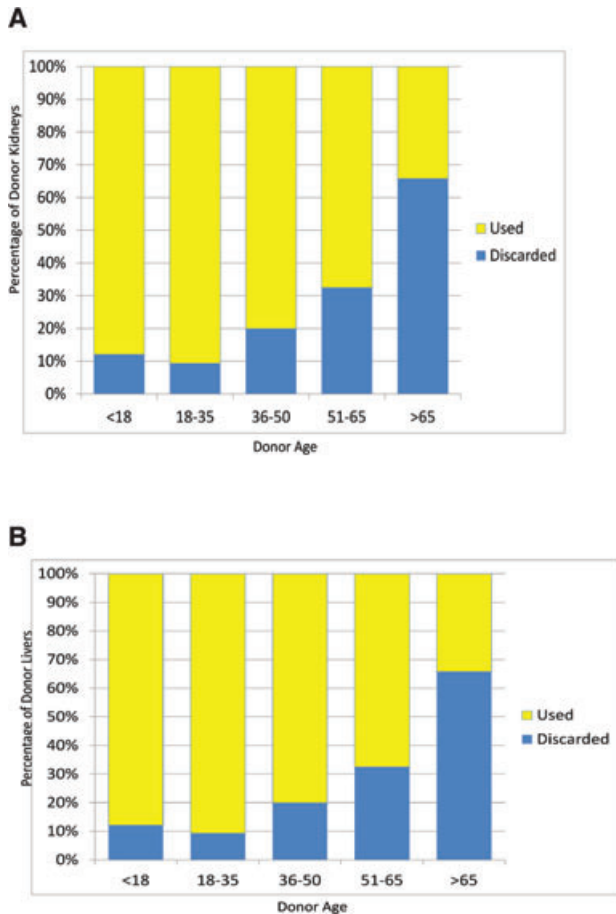 A
Percentage of Donor Kidneys
100%
90%
80%
70%
60%
50%
40%
30%
20%
10%
0%
<18 18-35 36-50 51-65 >65
Donor Age
Used
Discarded
B
Percentage of Donor Livers
100%
90%
80%
70%
60%
50%
40%
30%
20%
10%
0%
<18 18-35 36-50 51-65 >65
Donor Age
Used
Discarded